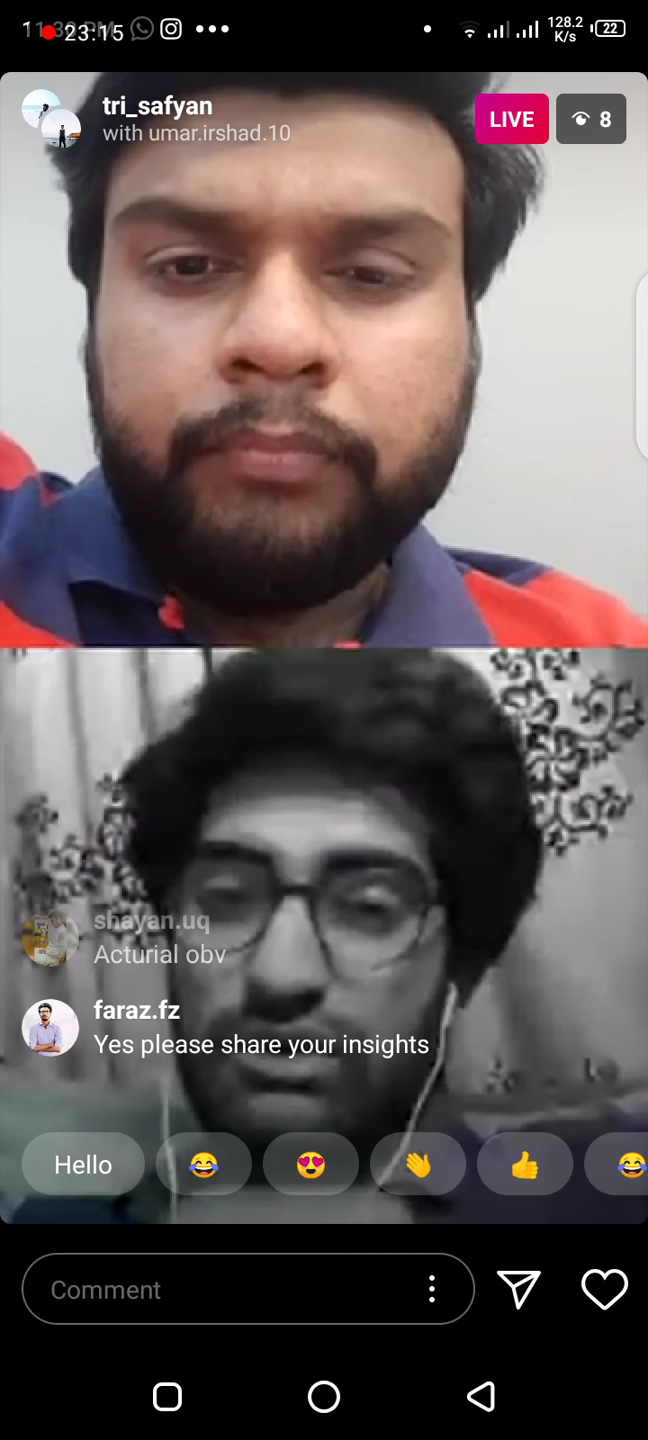 23:15
128.2
K/s
22
tri_safyan
with umar.irshad.10
LIVE
8
shayan.uq
Acturial obv
faraz.fz
Yes please share your insights
Hello
Comment